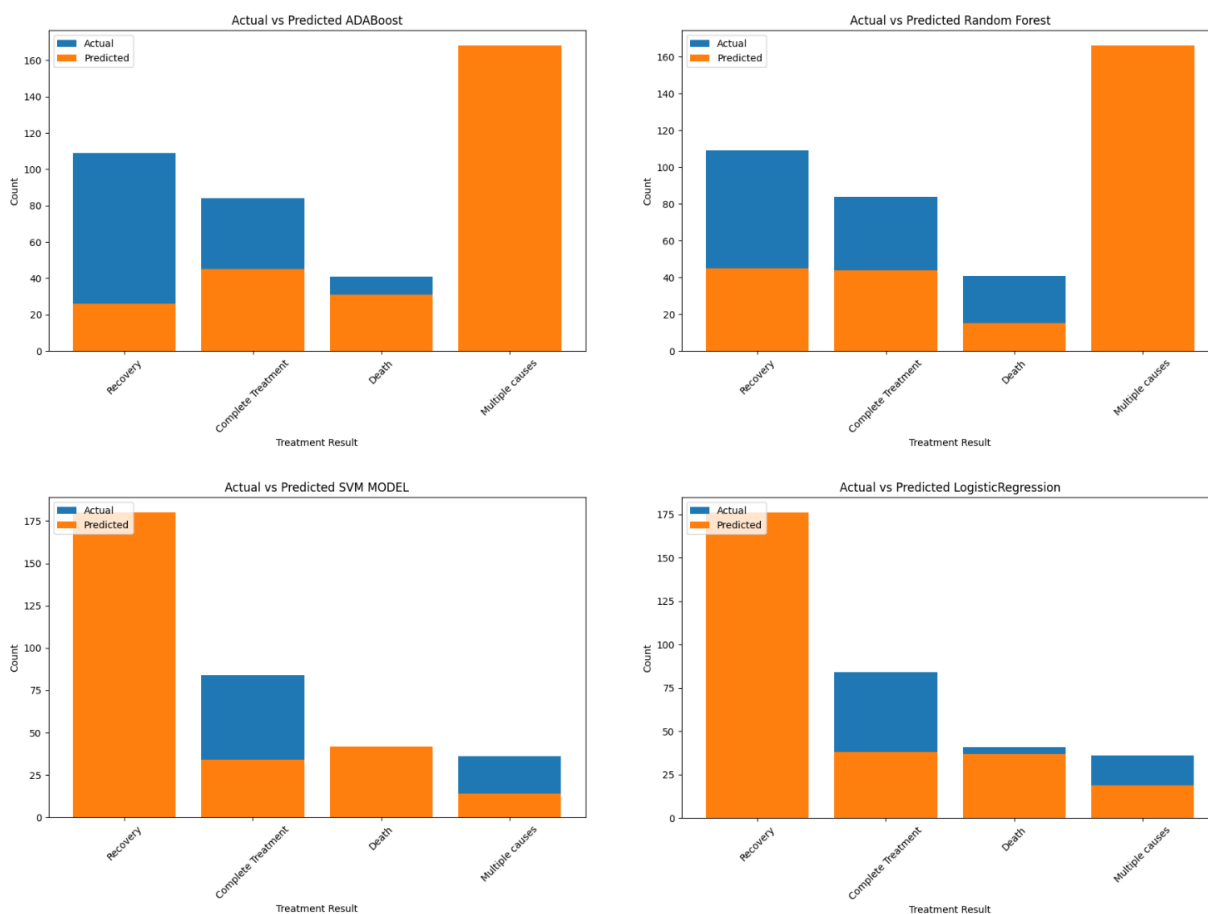 Actual vs Predicted ADABoost
Actual
Predicted
160
140
120
100
80
60
40
20
0
Count
Recovery
Complete Treatment
Death
Multiple causes
Treatment Result
Actual vs Predicted Random Forest
Actual
Predicted
160
140
120
100
80
60
40
20
0
Count
Recovery
Complete Treatment
Death
Multiple causes
Treatment Result
Actual vs Predicted SVM MODEL
Actual
Predicted
175
150
125
100
75
50
25
0
Count
Recovery
Complete Treatment
Death
Multiple causes
Treatment Result
Actual vs Predicted LogisticRegression
Actual
Predicted
175
150
125
100
75
50
25
0
Count
Recovery
Complete Treatment
Death
Multiple causes
Treatment Result